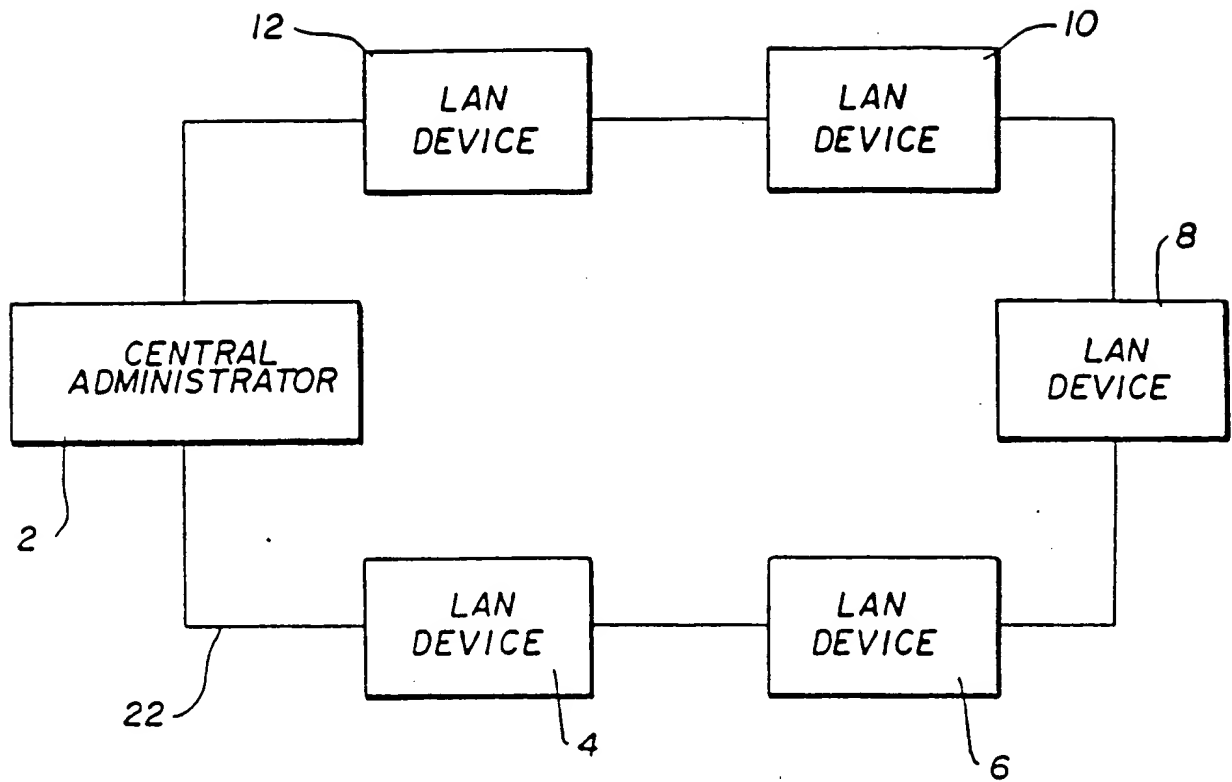 12
10
LAN
DEVICE
LAN
DEVICE
8
CENTRAL
ADMINISTRATOR
LAN
DEVICE
2
LAN
DEVICE
LAN
DEVICE
22
4
6